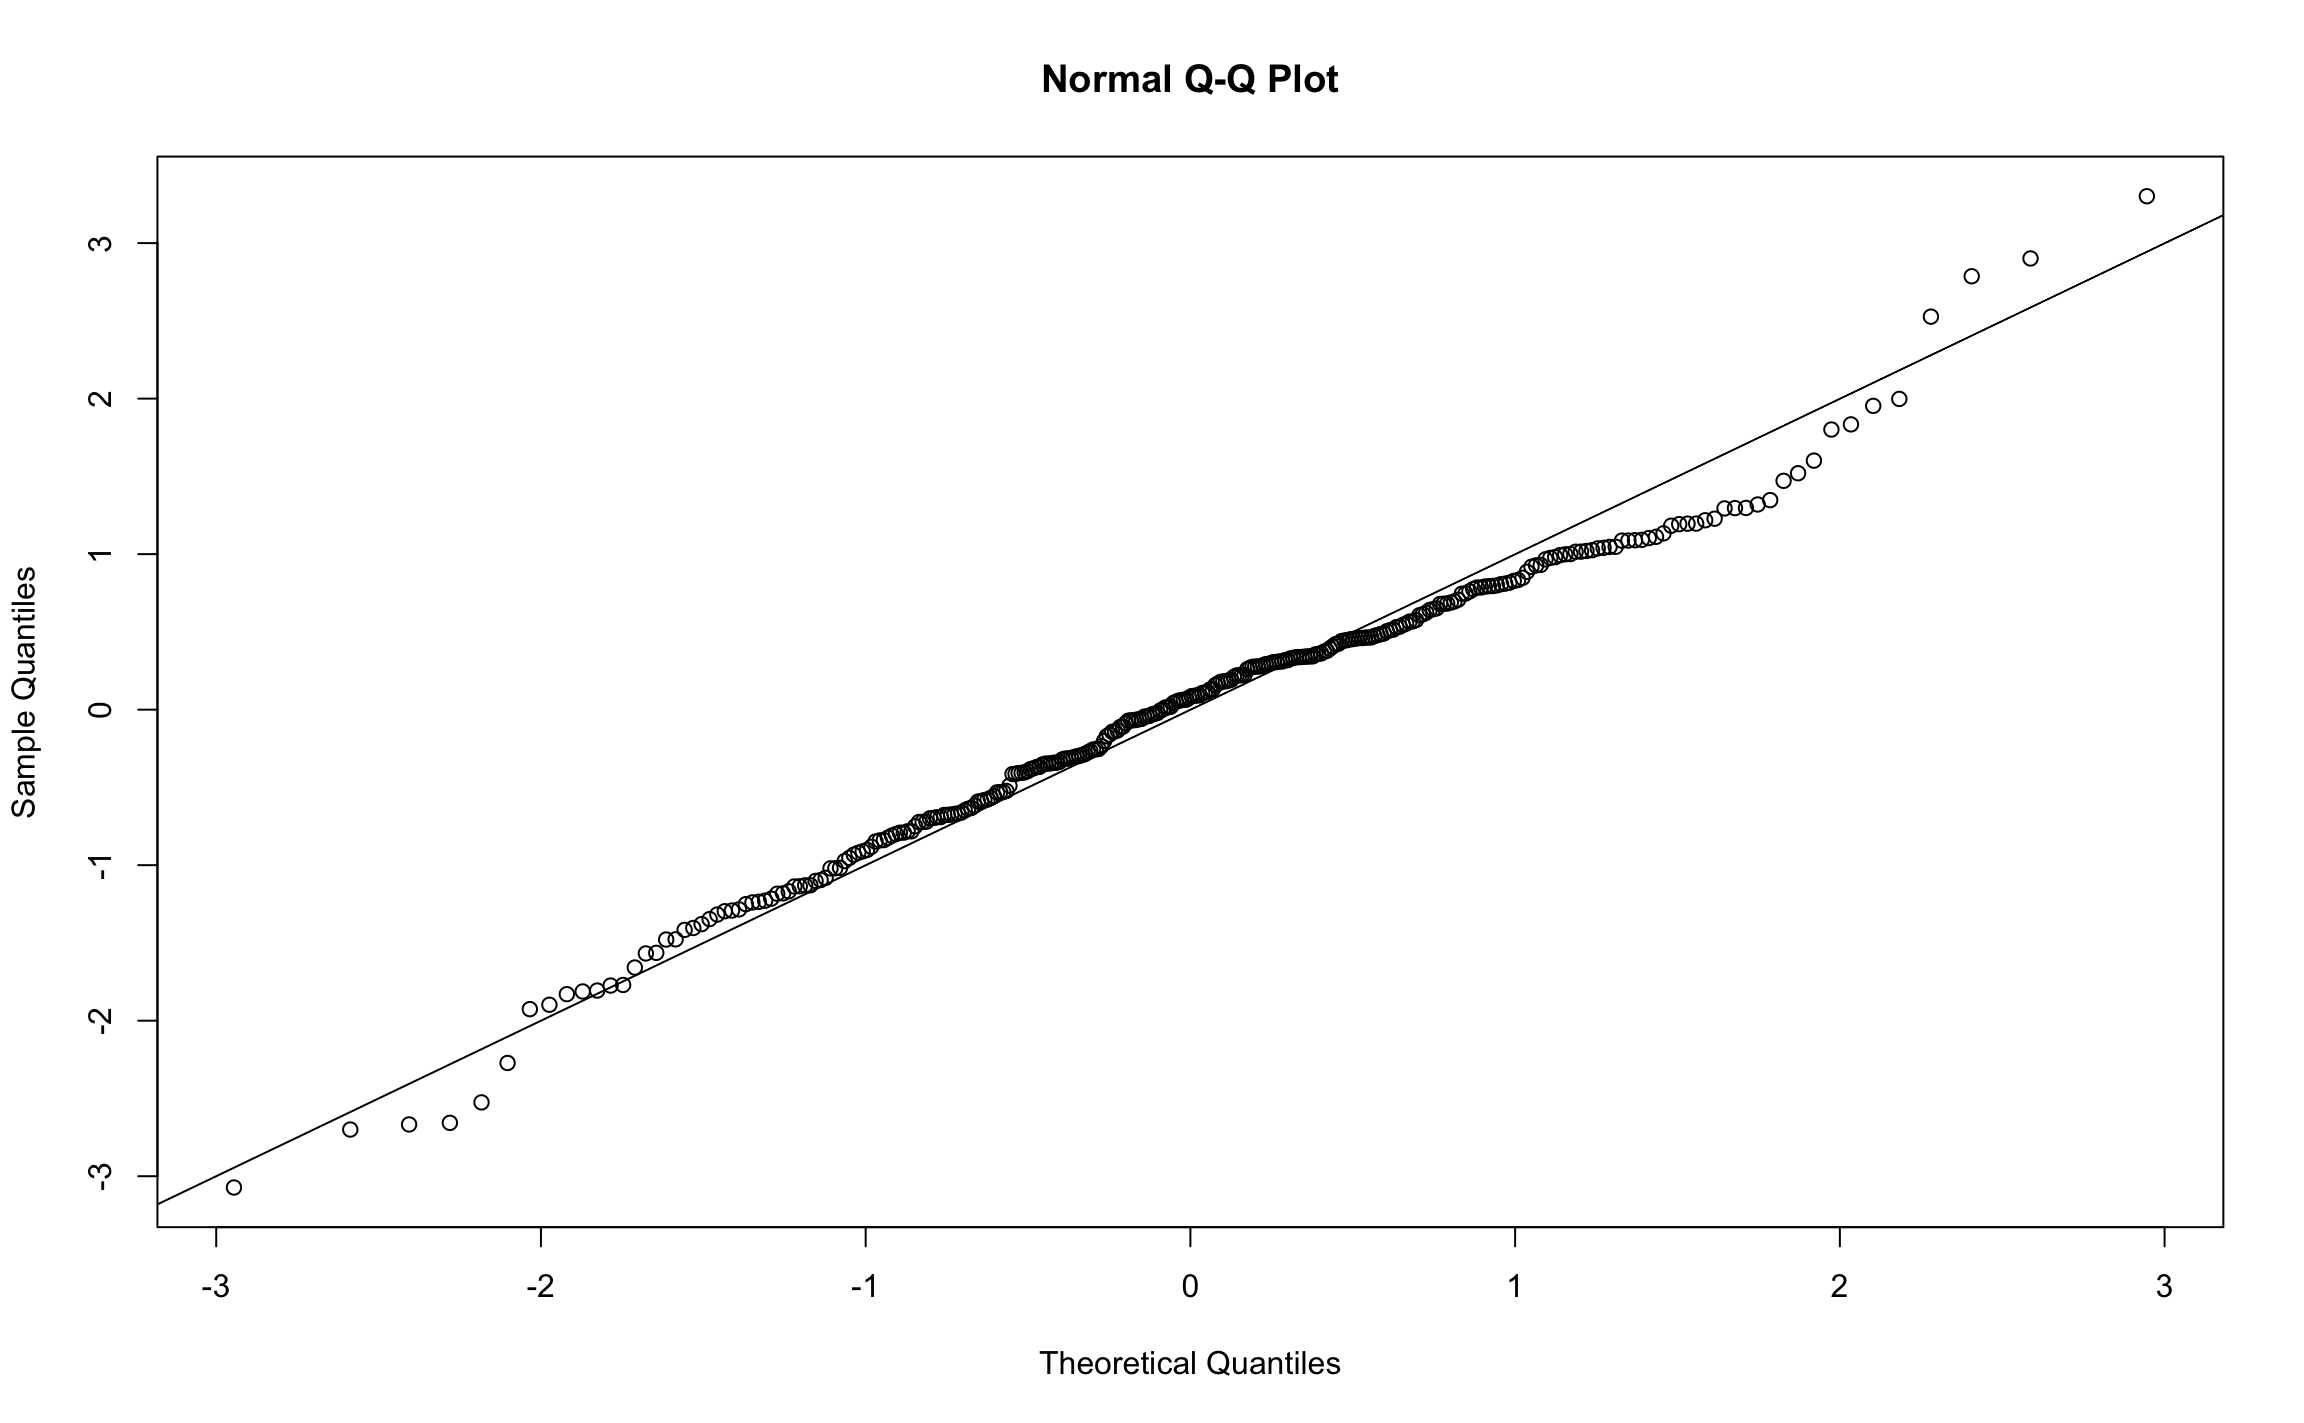 Normal Q-Q Plot
Sample Quantiles
3
2
1
0
-1
-2
-3
-3 -2 -1 0 1 2 3
Theoretical Quantiles